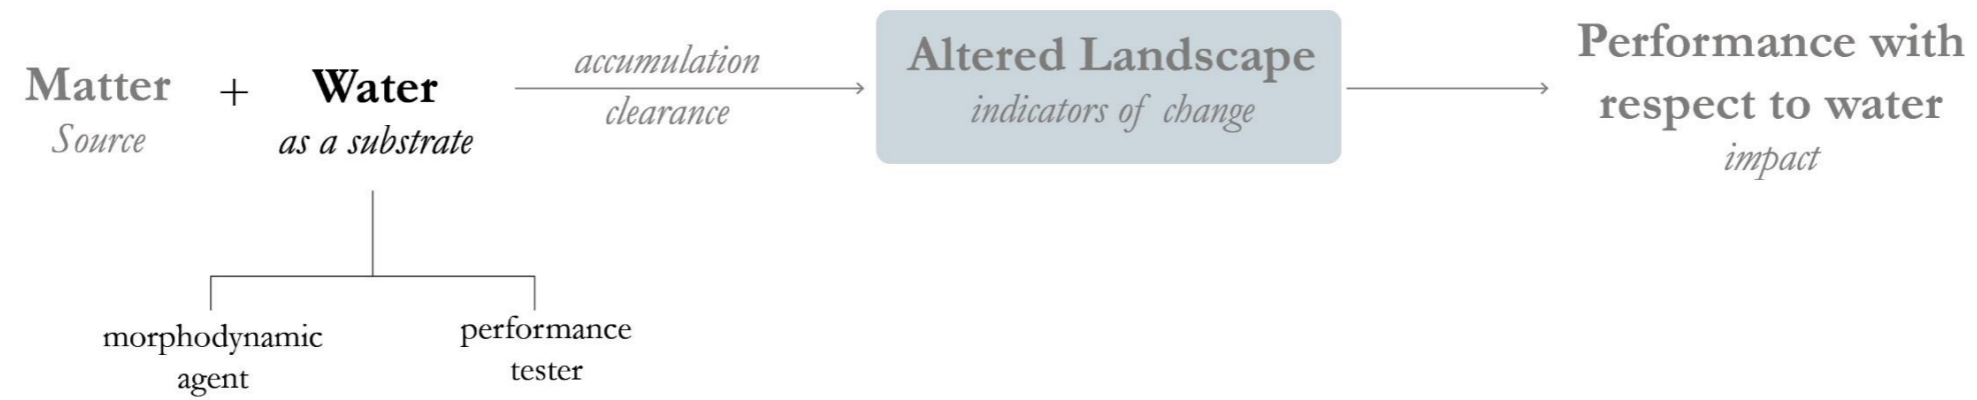 Matter
Source
+
Water
as a substrate
accumulation
clearance
Altered Landscape
indicators of change
Performance with
respect to water
impact
morphodynamic
agent
performance
tester